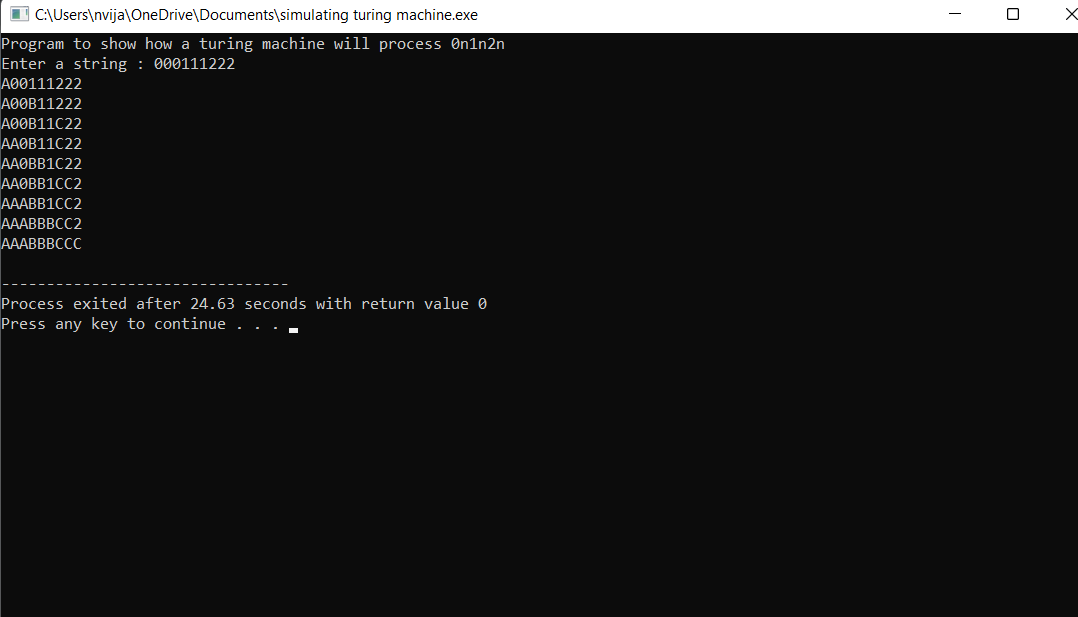 C:\Users\nvija\OneDrive\Documents\simulating turing machine.exe
Program to show how a turing machine will process 0n1n2n
Enter a string : 000111222
A00111222
A00B11222
A00B11C22
AA0B11C22
AA0BB1C22
AA0BB1CC2
AAABB1CC2
AAABBBCC2
AAABBBCCC
--------------------------------
Process exited after 24.63 seconds with return value 0
Press any key to continue . . .